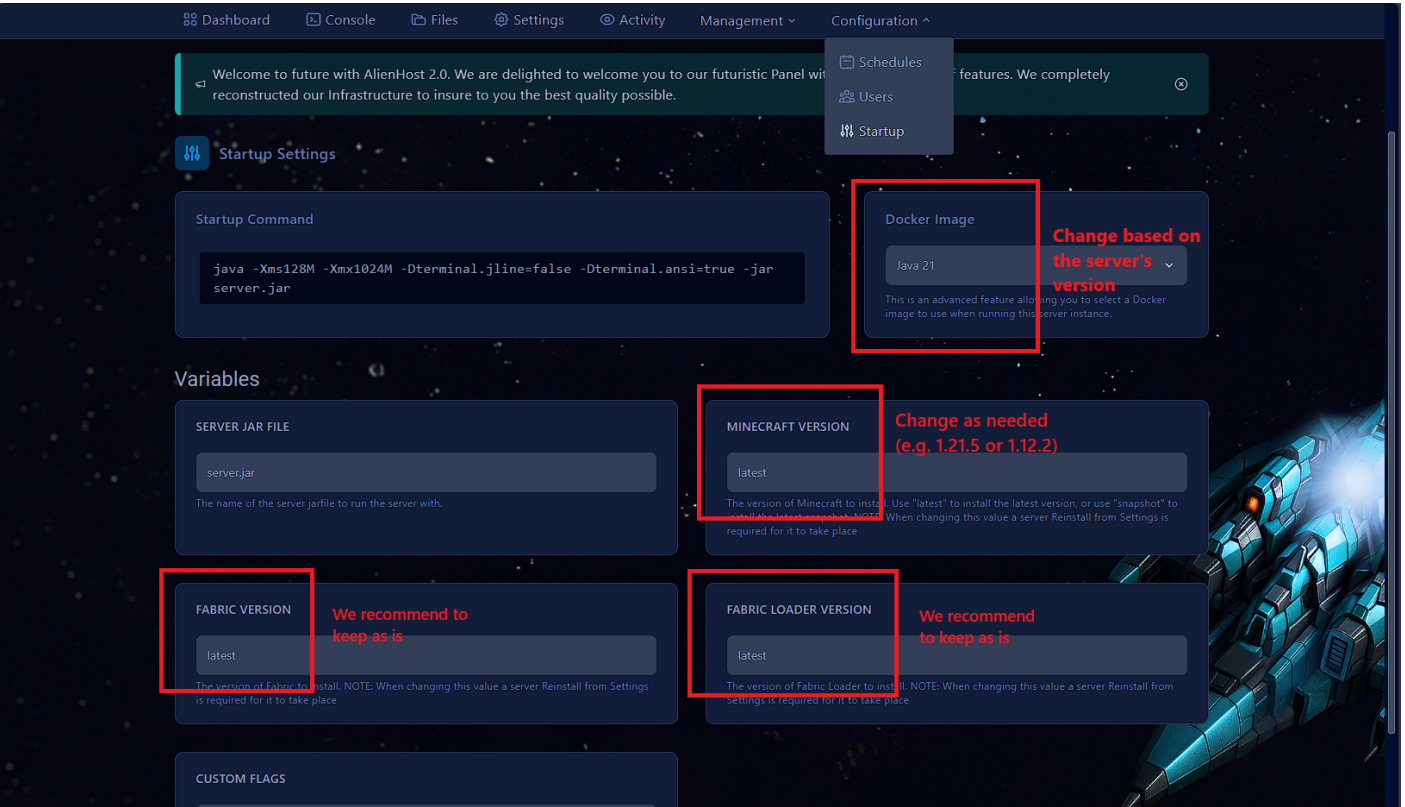 Dashboard Console Files Settings Activity Management Configuration
Schedules
Users
Startup
Welcome to future with AlienHost 2.0. We are delighted to welcome you to our futuristic Panel wit f features. We completely
reconstructed our Infrastructure to insure to you the best quality possible.
Startup Settings
Startup Command
java -Xms128M -Xmx1024M -Dterminal.jline=false -Dterminal.ansi=true -jar
server.jar
Docker Image
Java 21
This is an advanced feature allowing you to select a Docker
image to use when running this server instance.
Change based on
the server's
version
Variables
SERVER JAR FILE
server.jar
The name of the server jarfile to run the server with.
MINECRAFT VERSION
latest
The version of Minecraft to install. Use "latest" to install the latest version, or use "snapshot" to
install the latest snapshot. NOTE: When changing this value a server Reinstall from Settings is
required for it to take place
Change as needed
(e.g. 1.21.5 or 1.12.2)
FABRIC VERSION
latest
The version of Fabric to install. NOTE: When changing this value a server Reinstall from Settings
is required for it to take place
We recommend to
keep as is
FABRIC LOADER VERSION
latest
The version of Fabric Loader to install. NOTE: When changing this value a server Reinstall from
Settings is required for it to take place
We recommend
to keep as is
CUSTOM FLAGS